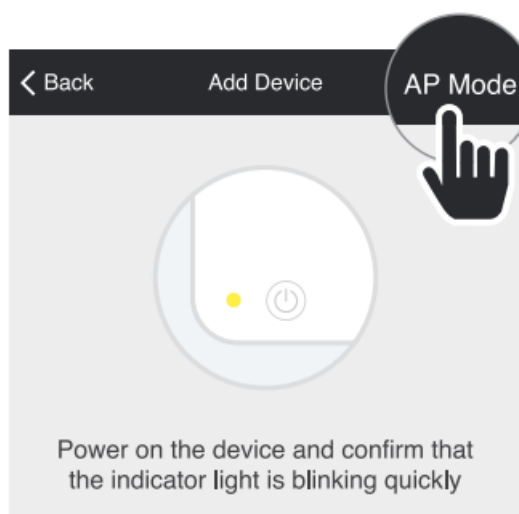 Back
Add Device
AP Mode
Power on the device and confirm that
the indicator light is blinking quickly